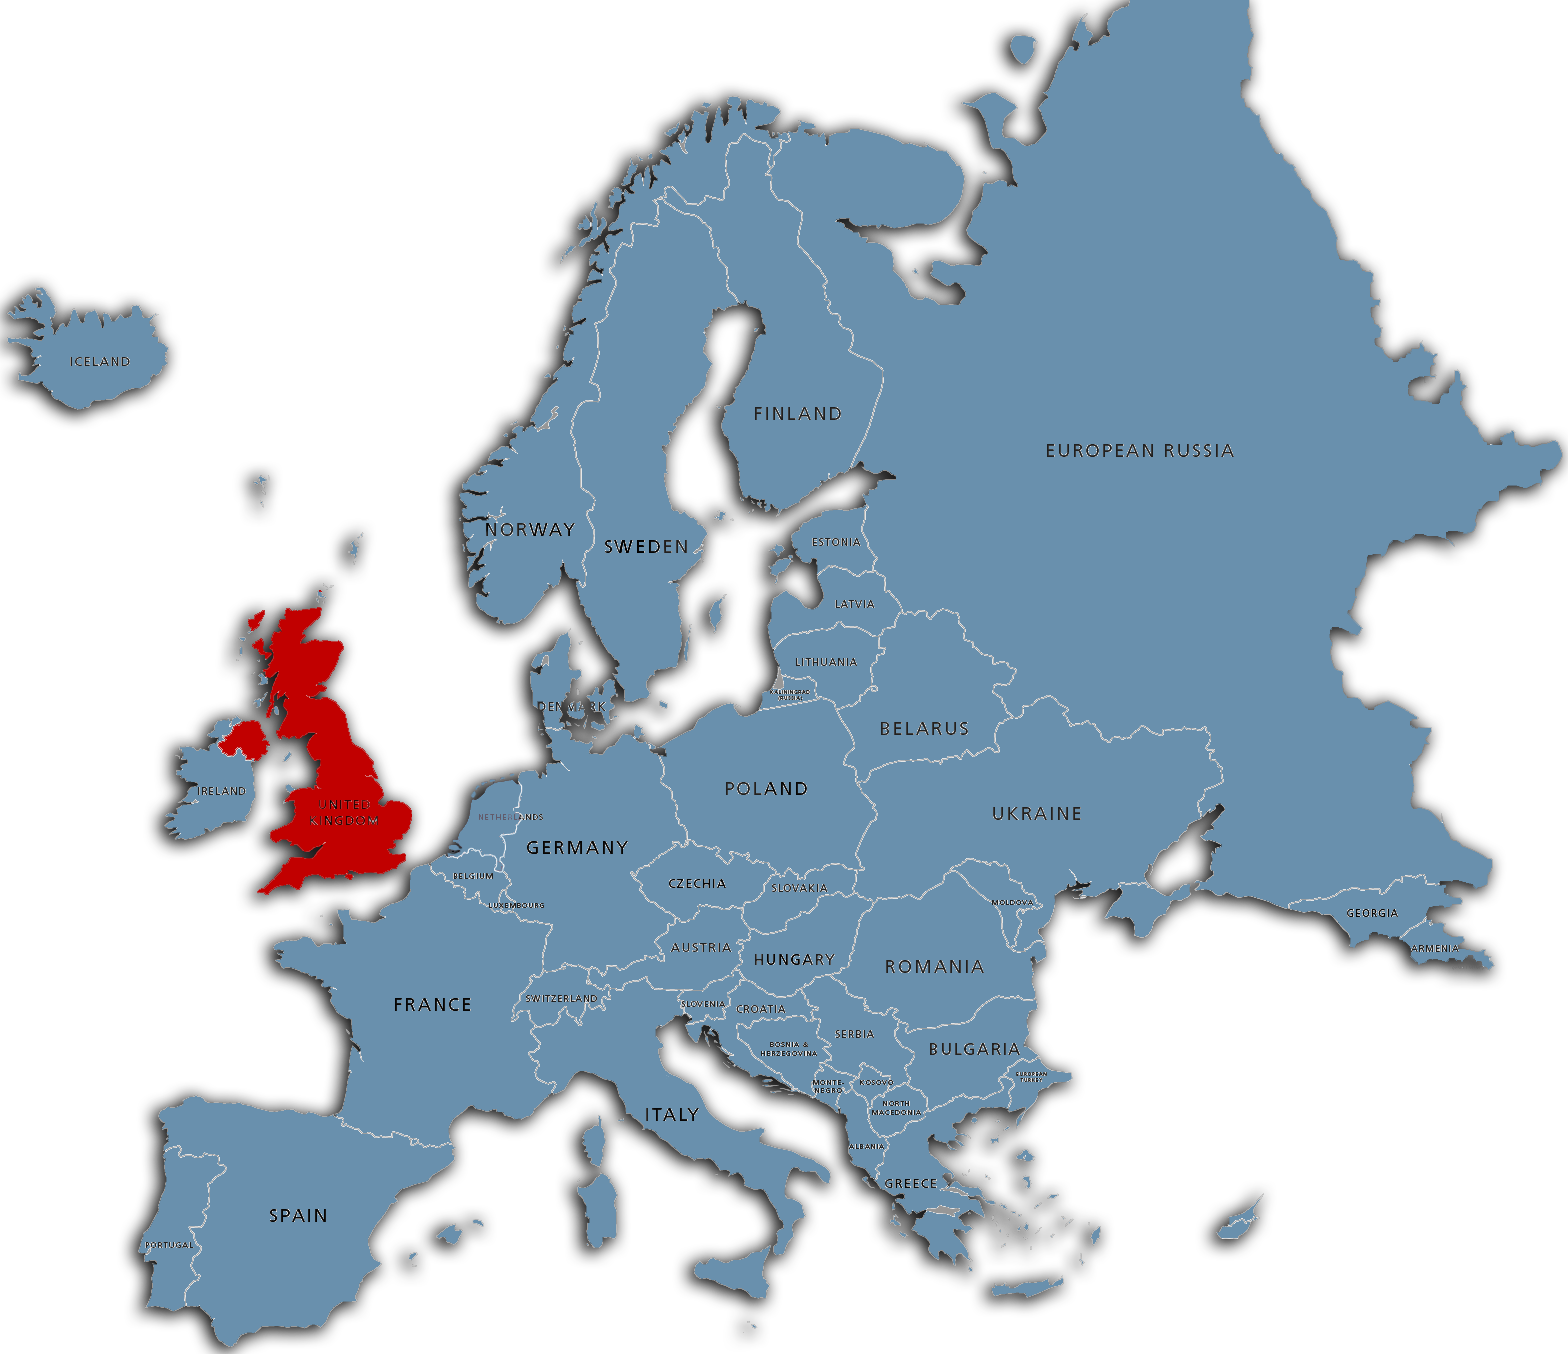 ICELAND
FINLAND
EUROPEAN RUSSIA
NORWAY
SWEDEN
ESTONIA
LATVIA
LITHUANIA
KALININGRAD
(RUSSIA)
DENMARK
BELARUS
IRELAND
UNITED
KINGDOM
NETHERLANDS
POLAND
UKRAINE
GERMANY
BELGIUM
CZECHIA
SLOVAKIA
LUXEMBOURG
MOLDOVA
GEORGIA
ARMENIA
AUSTRIA
HUNGARY
ROMANIA
FRANCE
SWITZERLAND
SLOVENIA
CROATIA
SERBIA
BOSNIA &
HERZEGOVINA
BULGARIA
MONTE-
NEGRO
KOSOVO
EUROPEAN
TURKEY
NORTH
MACEDONIA
ITALY
ALBANIA
GREECE
SPAIN
PORTUGAL